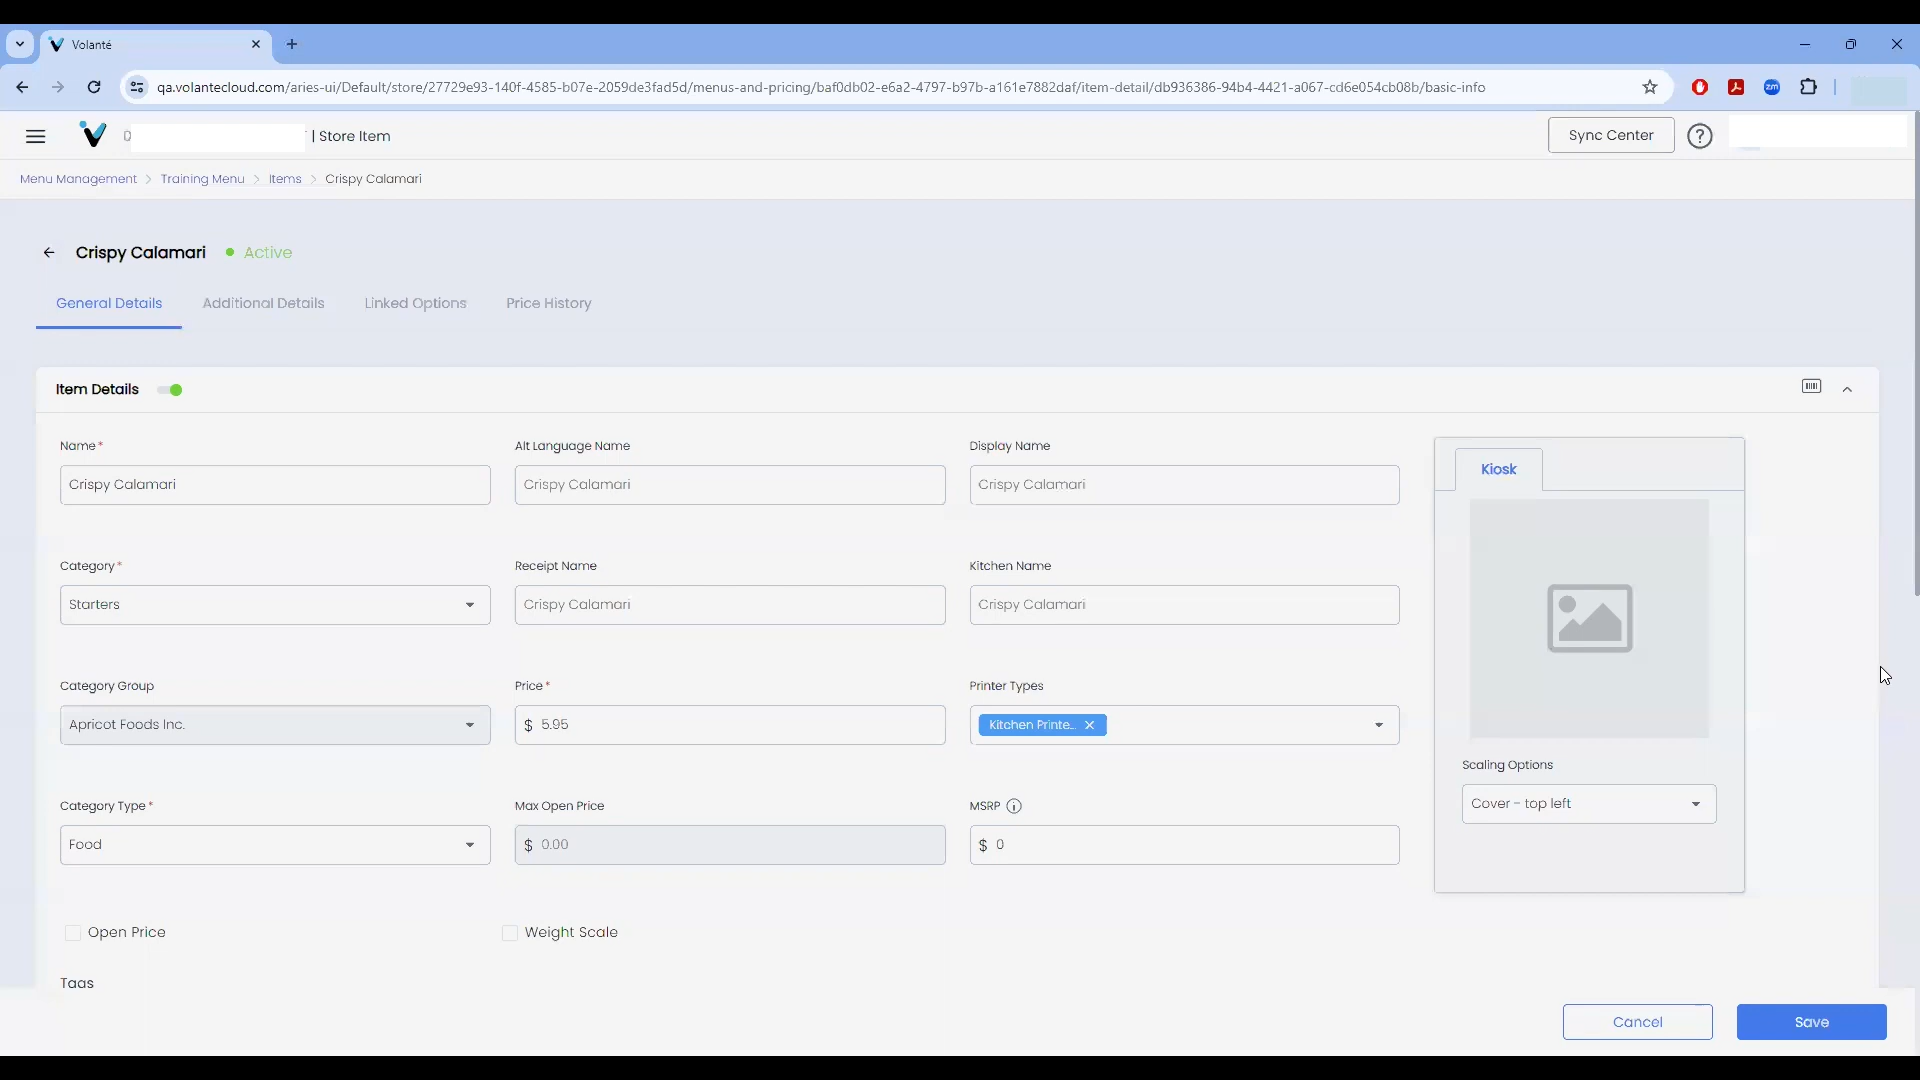 Volanté
qa.volantecloud.com/aries-ui/Default/store/27729e93-140f-4585-b07e-2059de3fad5d/menus-and-pricing/baf0db02-e6a2-4797-b97b-a161e7882daf/item-detail/db936386-94b4-4421-a067-cd6e054cb08b/basic-info
| Store Item
Sync Center
Menu Management > Training Menu > Items > Crispy Calamari
Crispy Calamari Active
General Details Additional Details Linked Options Price History
Item Details
Name* Alt Language Name Display Name
Kiosk
Crispy Calamari Crispy Calamari Crispy Calamari
Category* Receipt Name Kitchen Name
Starters Crispy Calamari Crispy Calamari
Category Group Price* Printer Types
Apricot Foods Inc. $ 5.95 Kitchen Printe...
Scaling Options
Cover - top left
Category Type* Max Open Price MSRP
Food $ 0.00 $ 0
Open Price Weight Scale
Tags
Cancel Save